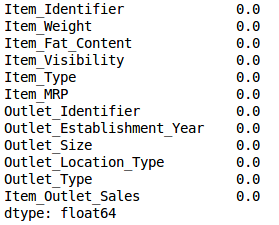 Item_Identifier 0.0
Item_Weight 0.0
Item_Fat_Content 0.0
Item_Visibility 0.0
Item_Type 0.0
Item_MRP 0.0
Outlet_Identifier 0.0
Outlet_Establishment_Year 0.0
Outlet_Size 0.0
Outlet_Location_Type 0.0
Outlet_Type 0.0
Item_Outlet_Sales 0.0
dtype: float64